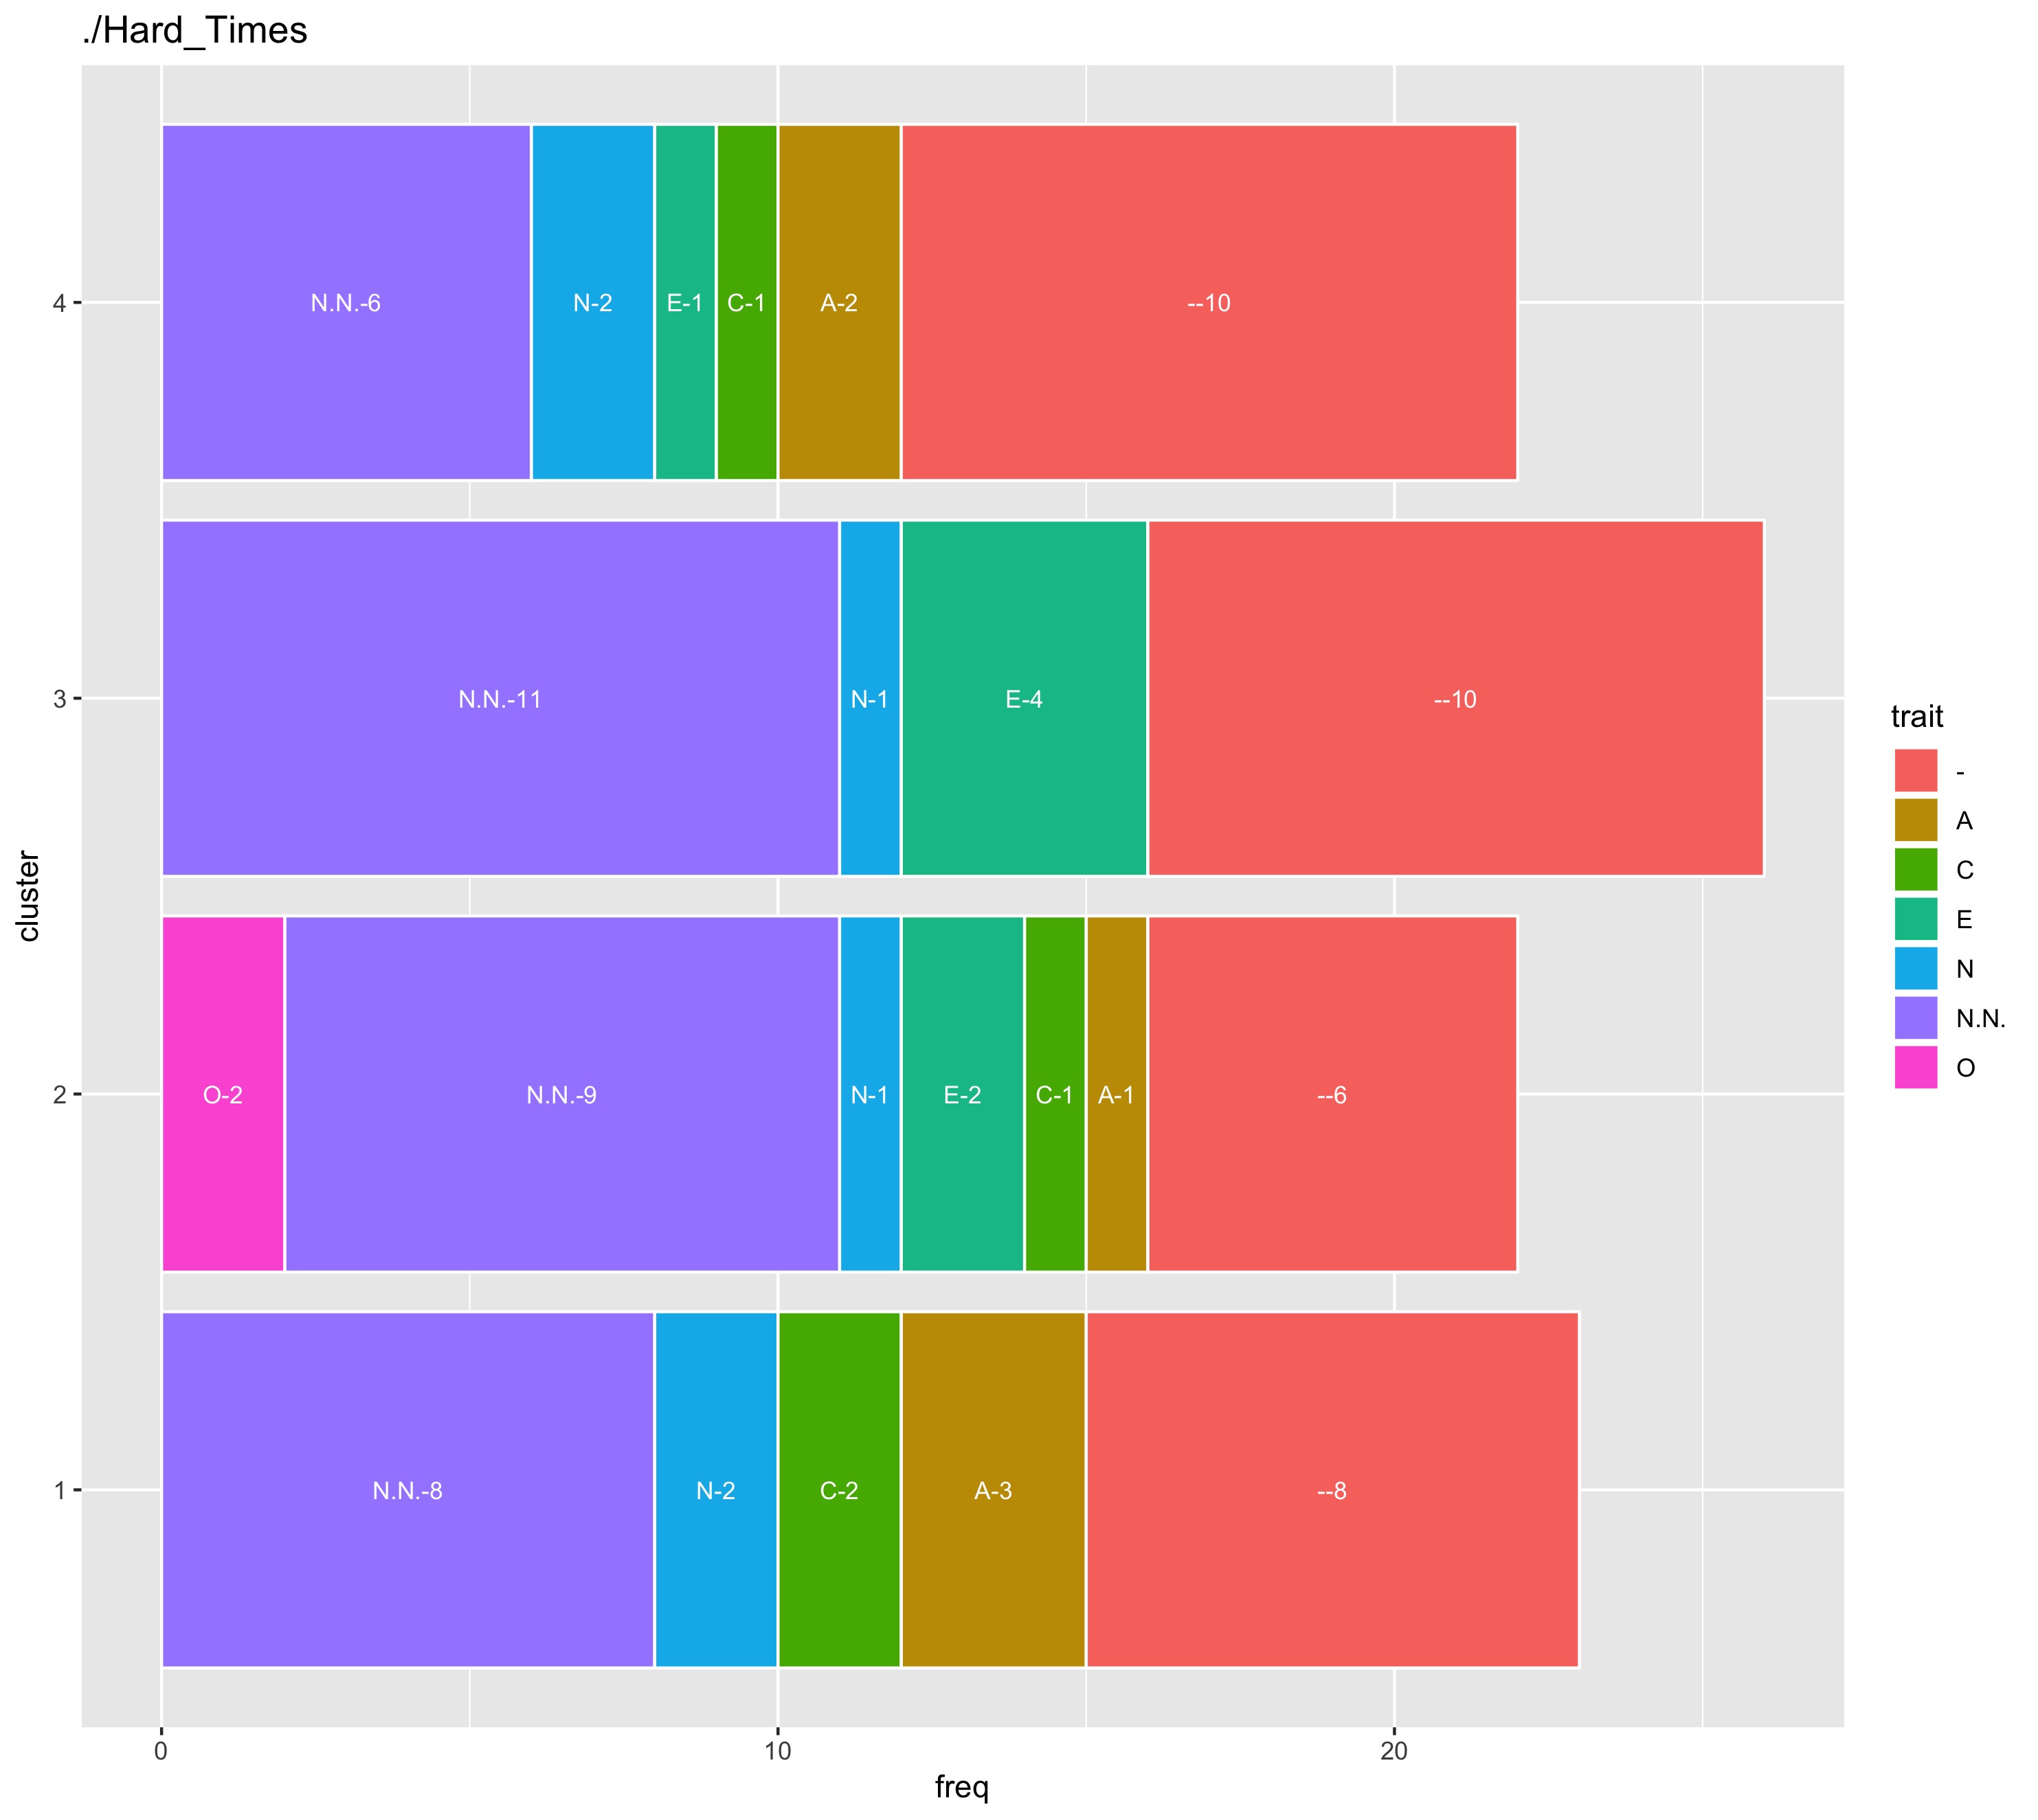 ./Hard_Times
4
N.N.-6 N-2 E-1 C-1 A-2 --10
3
N.N.-11 N-1 E-4 --10
2
O-2 N.N.-9 N-1 E-2 C-1 A-1 --6
1
N.N.-8 N-2 C-2 A-3 --8
0 10 20
freq
cluster
trait
-
A
C
E
N
N.N.
O